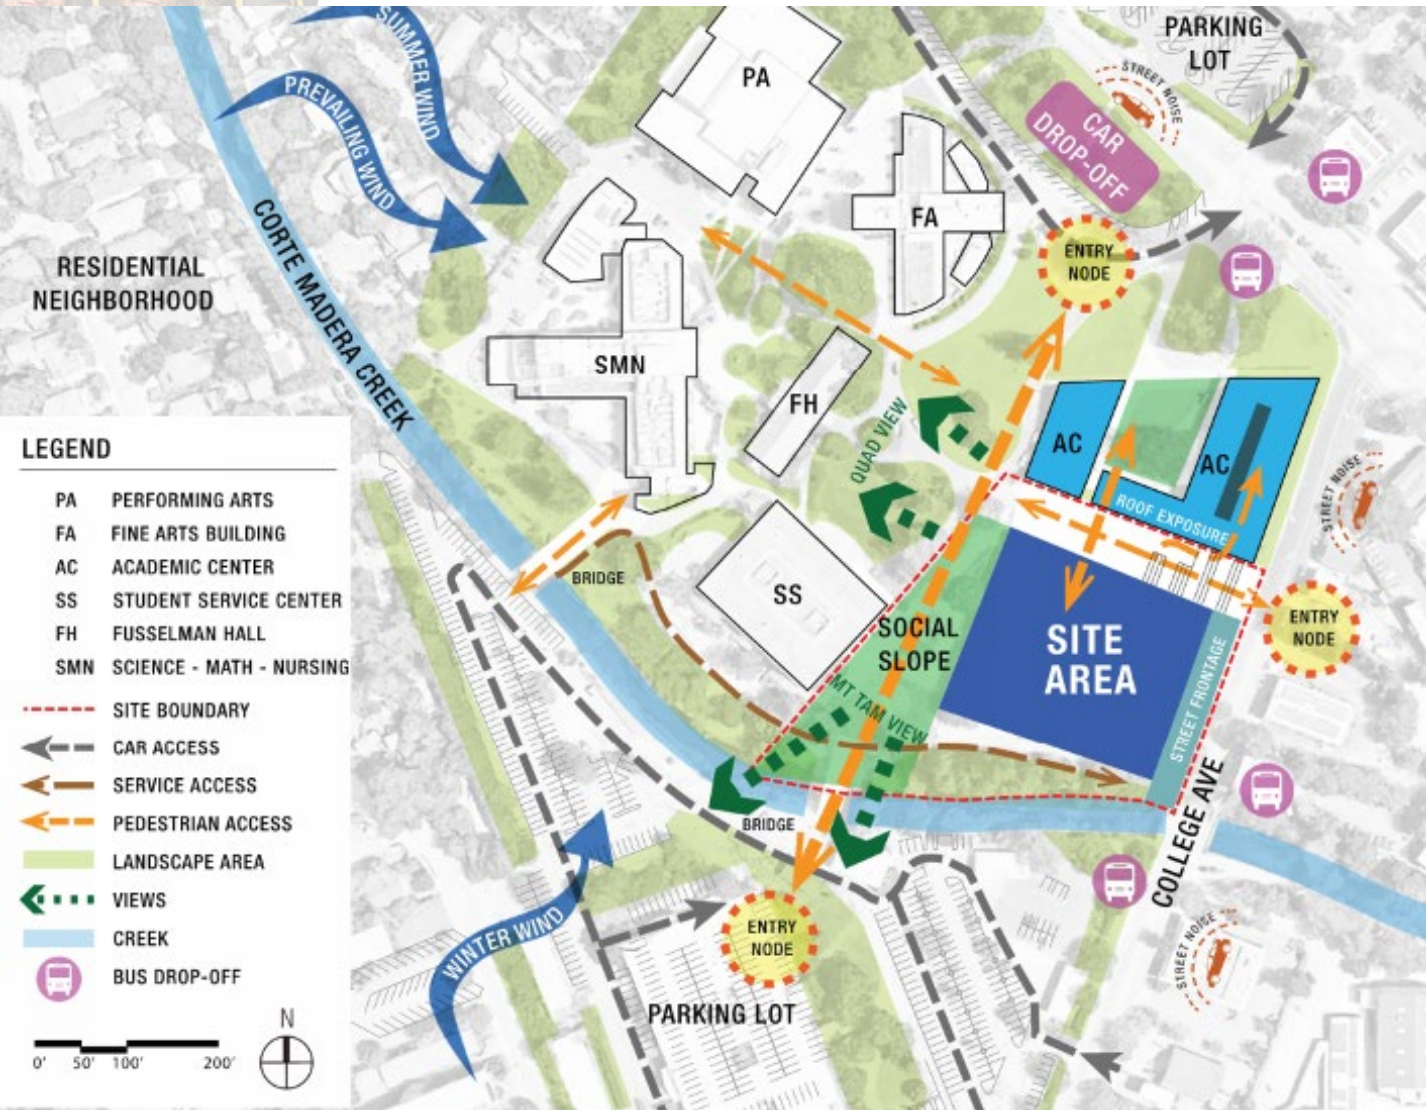 SUMMER WIND
PREVAILING WIND
PA
PARKING
LOT
STREET NOISE
CAR
DROP-OFF
FA
ENTRY
NODE
RESIDENTIAL
NEIGHBORHOOD
CORTE MADERA CREEK
SMN
FH
QUAD VIEW
AC
AC
ROOF EXPOSURE
STREET NOISE
BRIDGE
SS
SOCIAL
SLOPE
SITE
AREA
ENTRY
NODE
MT TAM VIEW
STREET FRONTAGE
COLLEGE AVE
BRIDGE
WINTER WIND
ENTRY
NODE
PARKING LOT
STREET NOISE
LEGEND
PA PERFORMING ARTS
FA FINE ARTS BUILDING
AC ACADEMIC CENTER
SS STUDENT SERVICE CENTER
FH FUSSELMAN HALL
SMN SCIENCE - MATH - NURSING
SITE BOUNDARY
CAR ACCESS
SERVICE ACCESS
PEDESTRIAN ACCESS
LANDSCAPE AREA
VIEWS
CREEK
BUS DROP-OFF
N
0' 50' 100' 200'